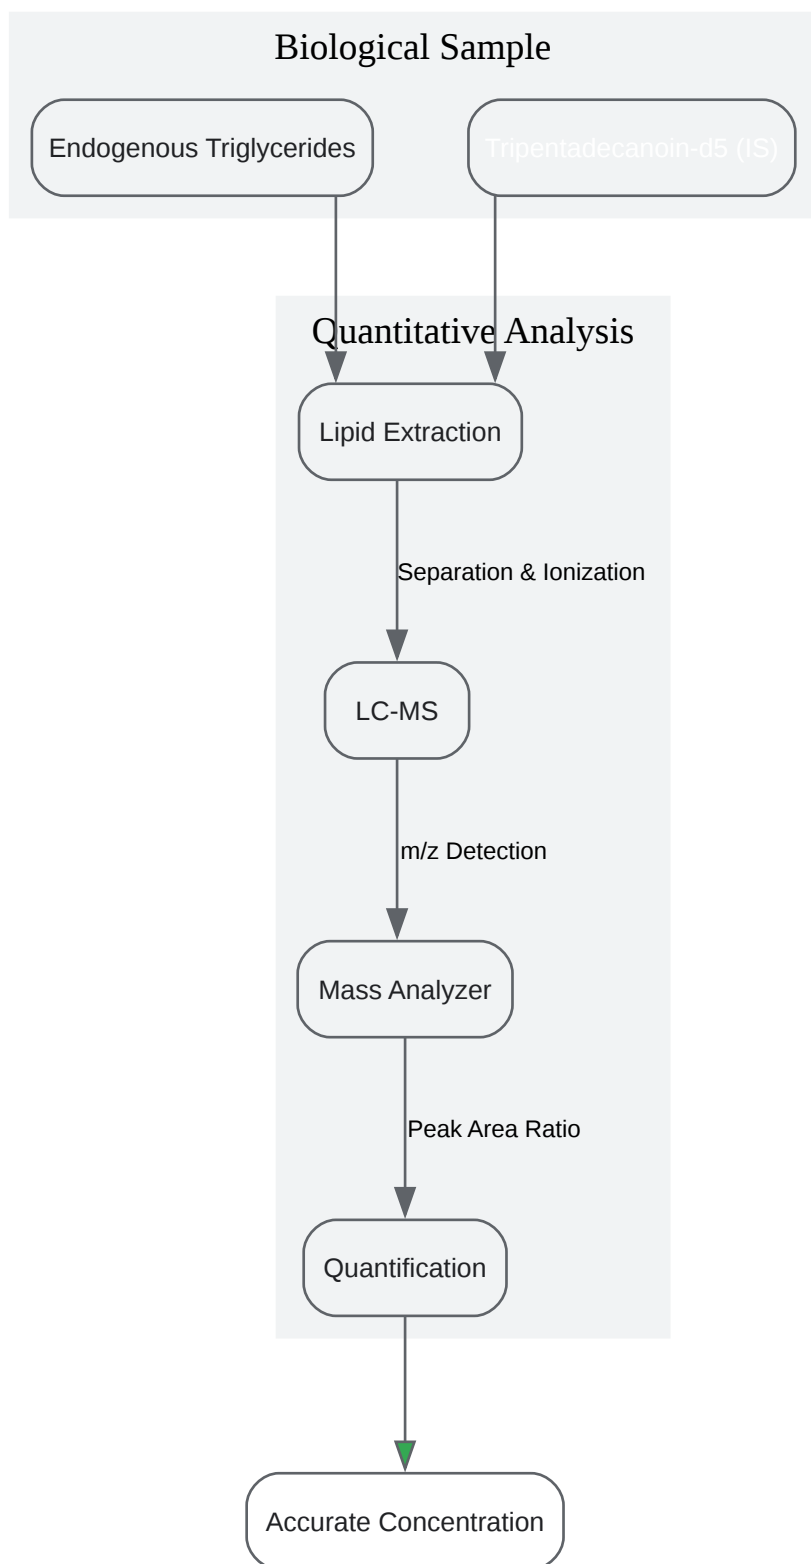 Biological Sample
Endogenous Triglycerides
Tripentadecanoin-d5 (IS)
Quantitative Analysis
Lipid Extraction
Separation & Ionization
LC-MS
m/z Detection
Mass Analyzer
Peak Area Ratio
Quantification
Accurate Concentration